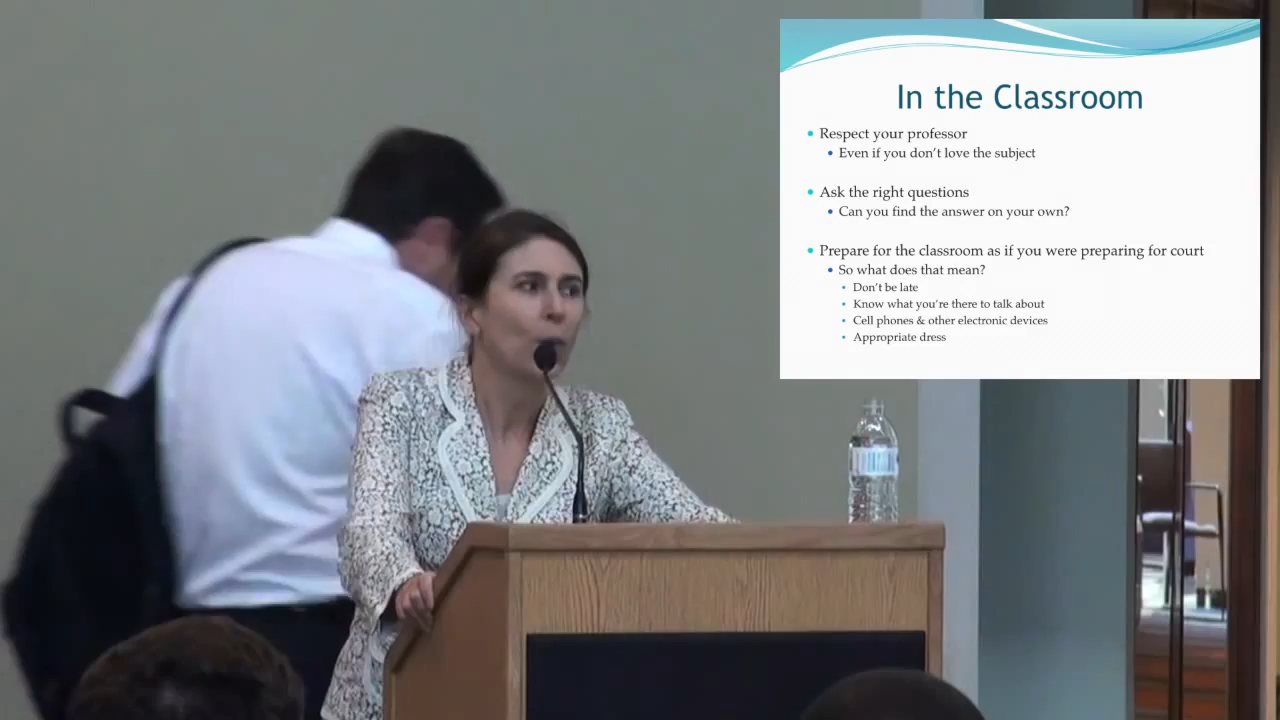 In the Classroom
Respect your professor
Even if you don't love the subject
Ask the right questions
Can you find the answer on your own?
Prepare for the classroom as if you were preparing for court
So what does that mean?
Don't be late
Know what you're there to talk about
Cell phones & other electronic devices
Appropriate dress